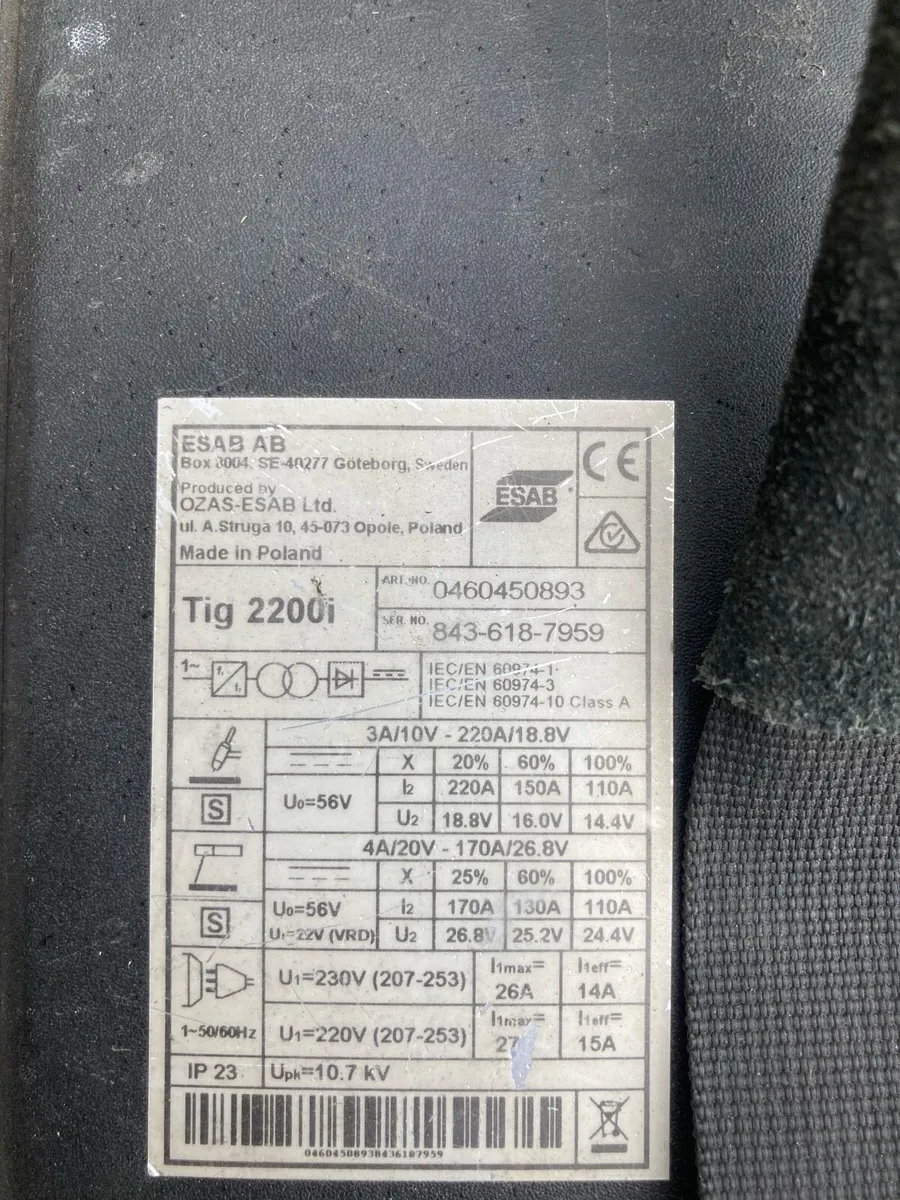 ESAB AB
Box 8004, SE-40277 Göteborg, Sweden
Produced by
OZAS-ESAB Ltd.
ul. A.Struga 10, 45-073 Opole, Poland
Made in Poland
ESAB
CE
Tig 2200i
ART. NO. 0460450893
SER. NO. 843-618-7959
1~
f₁
f₂
IEC/EN 60974-1
IEC/EN 60974-3
IEC/EN 60974-10 Class A
3A/10V - 220A/18.8V
X 20% 60% 100%
U₀=56V
I₂ 220A 150A 110A
S
U₂ 18.8V 16.0V 14.4V
4A/20V - 170A/26.8V
X 25% 60% 100%
U₀=56V
I₂ 170A 130A 110A
S
Uᵣ=22V (VRD)
U₂ 26.8V 25.2V 24.4V
U₁=230V (207-253)
I₁max= 26A
I₁eff= 14A
1~50/60Hz
U₁=220V (207-253)
I₁max=
I₁eff= 15A
IP 23
Upk=10.7 kV
04604508938436187959